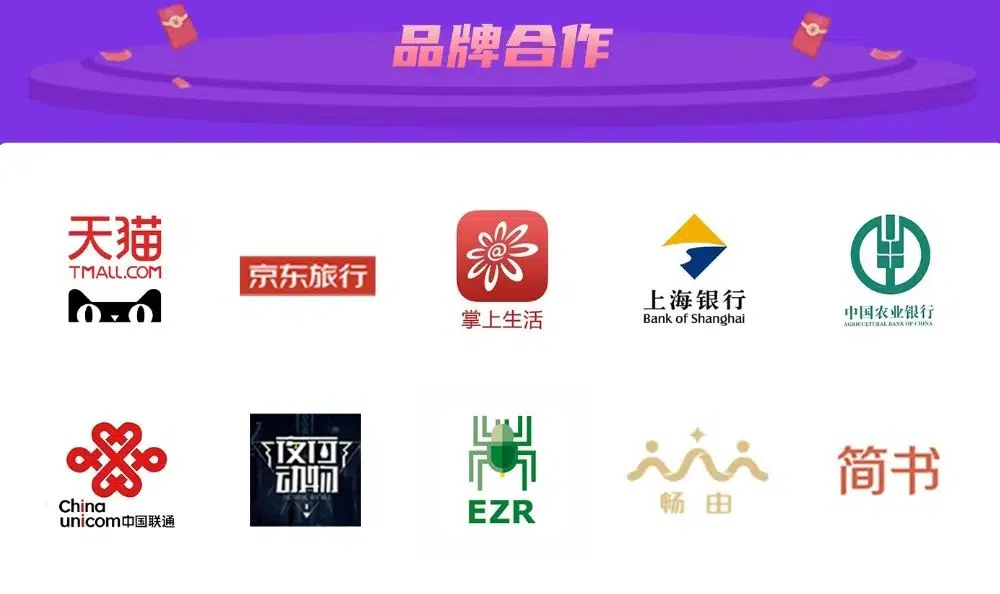 品牌合作
天猫
TMALL.COM
京东旅行
掌上生活
上海银行
Bank of Shanghai
中国农业银行
AGRICULTURAL BANK OF CHINA
China
unicom中国联通
夜间
动物
EZR
畅由
简书